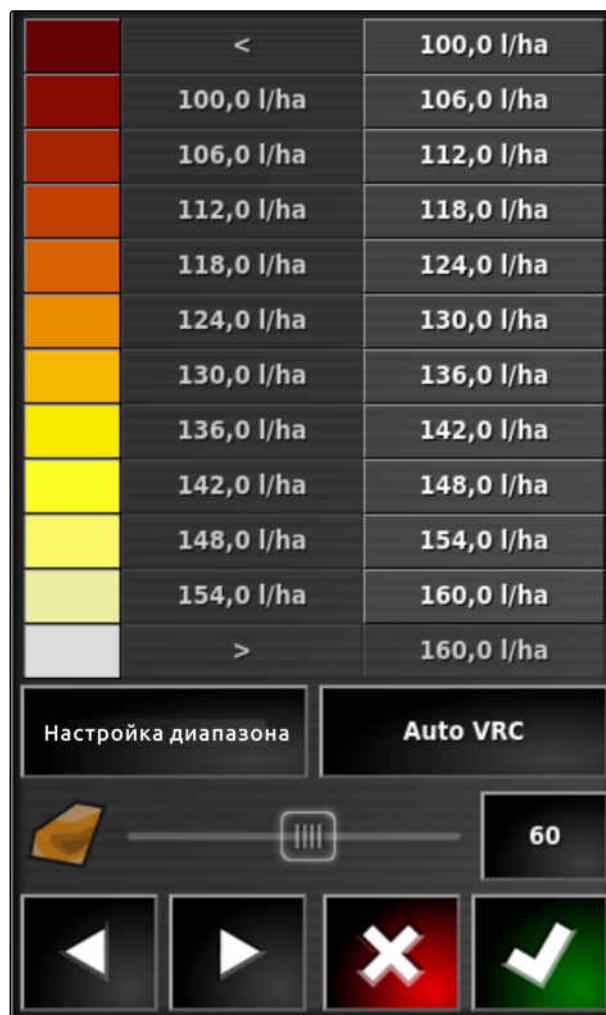 < 100,0 l/ha
100,0 l/ha 106,0 l/ha
106,0 l/ha 112,0 l/ha
112,0 l/ha 118,0 l/ha
118,0 l/ha 124,0 l/ha
124,0 l/ha 130,0 l/ha
130,0 l/ha 136,0 l/ha
136,0 l/ha 142,0 l/ha
142,0 l/ha 148,0 l/ha
148,0 l/ha 154,0 l/ha
154,0 l/ha 160,0 l/ha
> 160,0 l/ha
Настройка диапазона Auto VRC
60